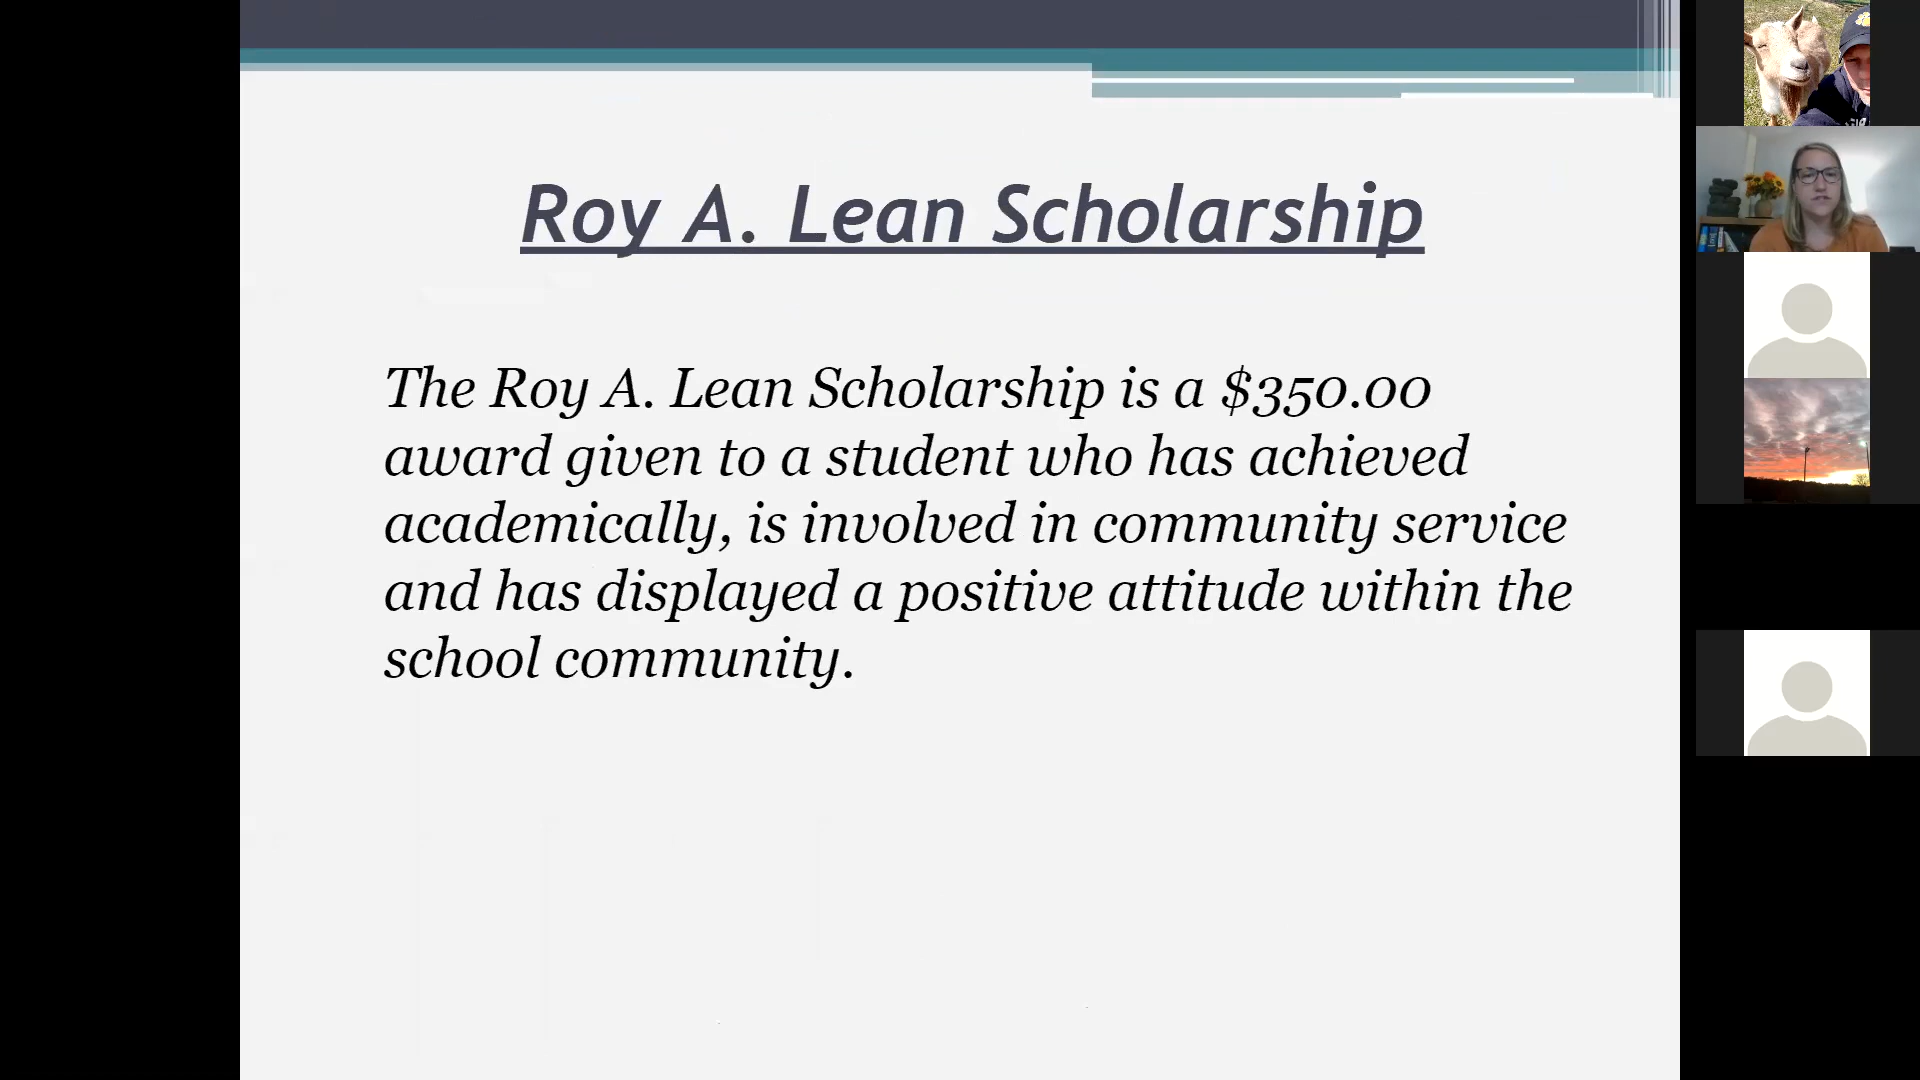 Roy A. Lean Scholarship
The Roy A. Lean Scholarship is a $350.00
award given to a student who has achieved
academically, is involved in community service
and has displayed a positive attitude within the
school community.